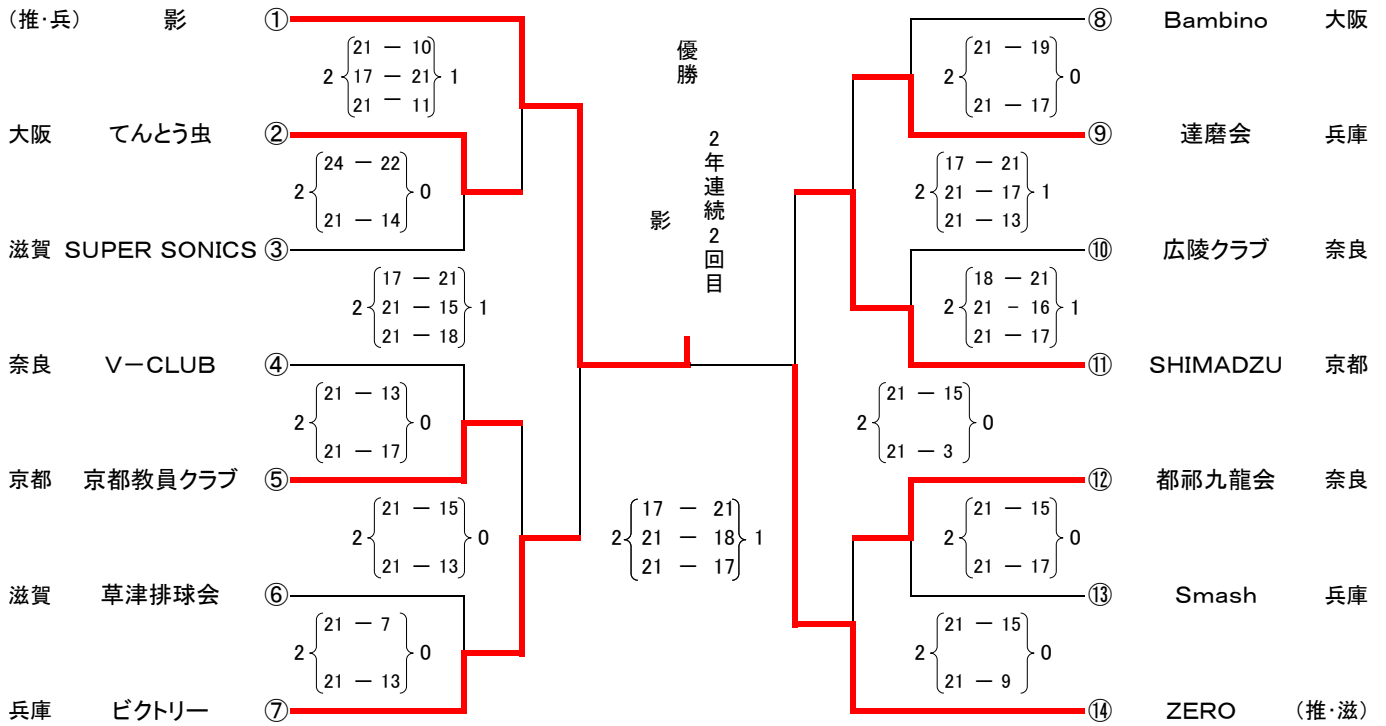 (推・兵) 影 ①
21 － 10
2 17 － 21 1
21 － 11
大阪 てんとう虫 ②
24 － 22
2 0
21 － 14
滋賀 SUPER SONICS ③
17 － 21
2 21 － 15 1
21 － 18
奈良 V－CLUB ④
21 － 13
2 0
21 － 17
京都 京都教員クラブ ⑤
21 － 15
2 0
21 － 13
滋賀 草津排球会 ⑥
21 － 7
2 0
21 － 13
兵庫 ビクトリー ⑦
優勝
2年連続2回目
影
17 － 21
2 21 － 18 1
21 － 17
⑧ Bambino 大阪
21 － 19
2 0
21 － 17
⑨ 達磨会 兵庫
17 － 21
2 21 － 17 1
21 － 13
⑩ 広陵クラブ 奈良
18 － 21
2 21 － 16 1
21 － 17
⑪ SHIMADZU 京都
21 － 15
2 0
21 － 3
⑫ 都祁九龍会 奈良
21 － 15
2 0
21 － 17
⑬ Smash 兵庫
21 － 15
2 0
21 － 9
⑭ ZERO (推・滋)